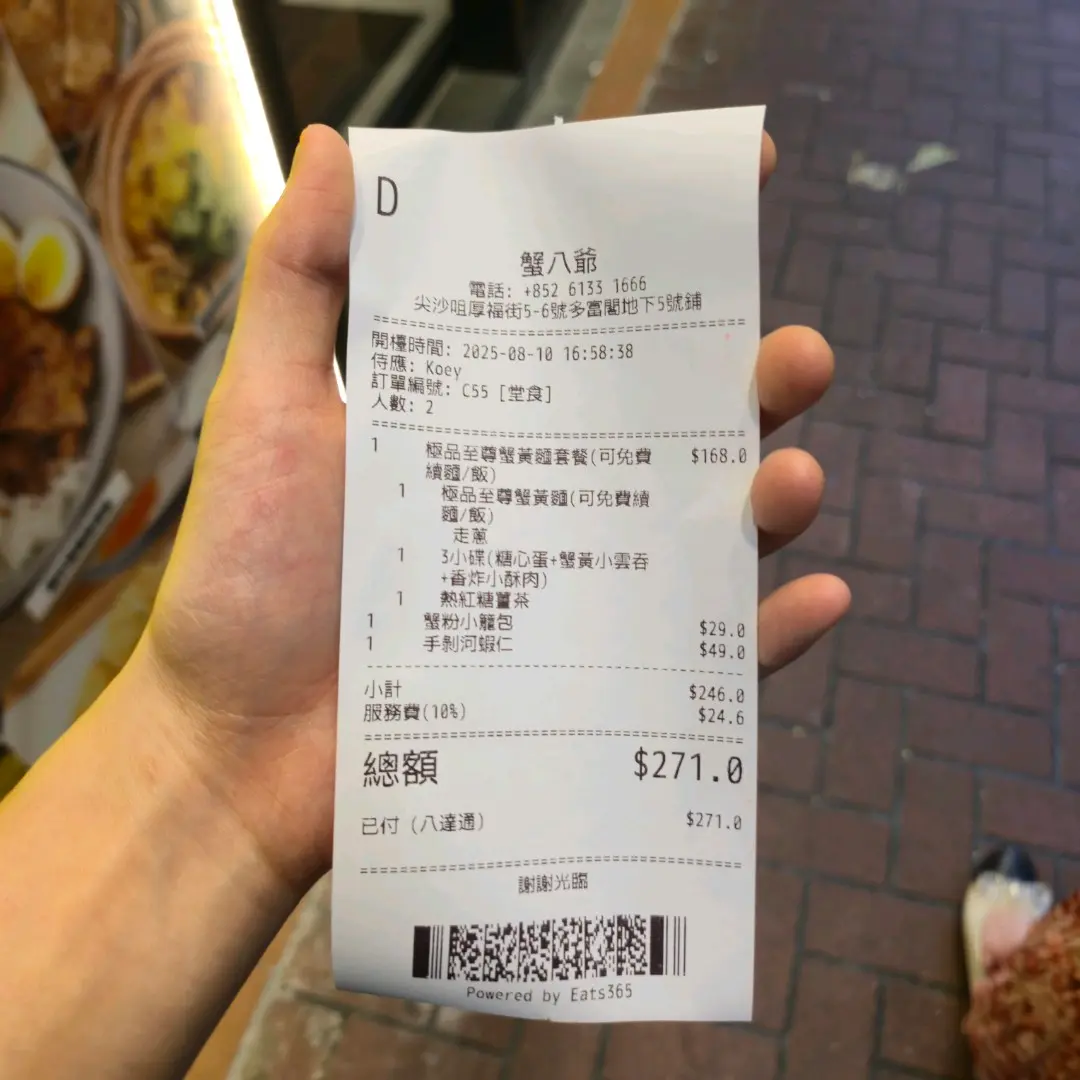 D
蟹八爺
電話: +852 6133 1666
尖沙咀厚福街5-6號多富閣地下5號鋪
開檯時間: 2025-08-10 16:58:38
侍應: Koey
訂單編號: C55 [堂食]
人數: 2
1 極品至尊蟹黃麵套餐(可免費 $168.0
續麵/飯)
1 極品至尊蟹黃麵(可免費續
麵/飯)
走蔥
1 3小碟(糖心蛋+蟹黃小雲吞
+香炸小酥肉)
1 熱紅糖薑茶
1 蟹粉小籠包 $29.0
1 手剝河蝦仁 $49.0
小計 $246.0
服務費(10%) $24.6
總額 $271.0
已付 (八達通) $271.0
謝謝光臨
Powered by Eats365